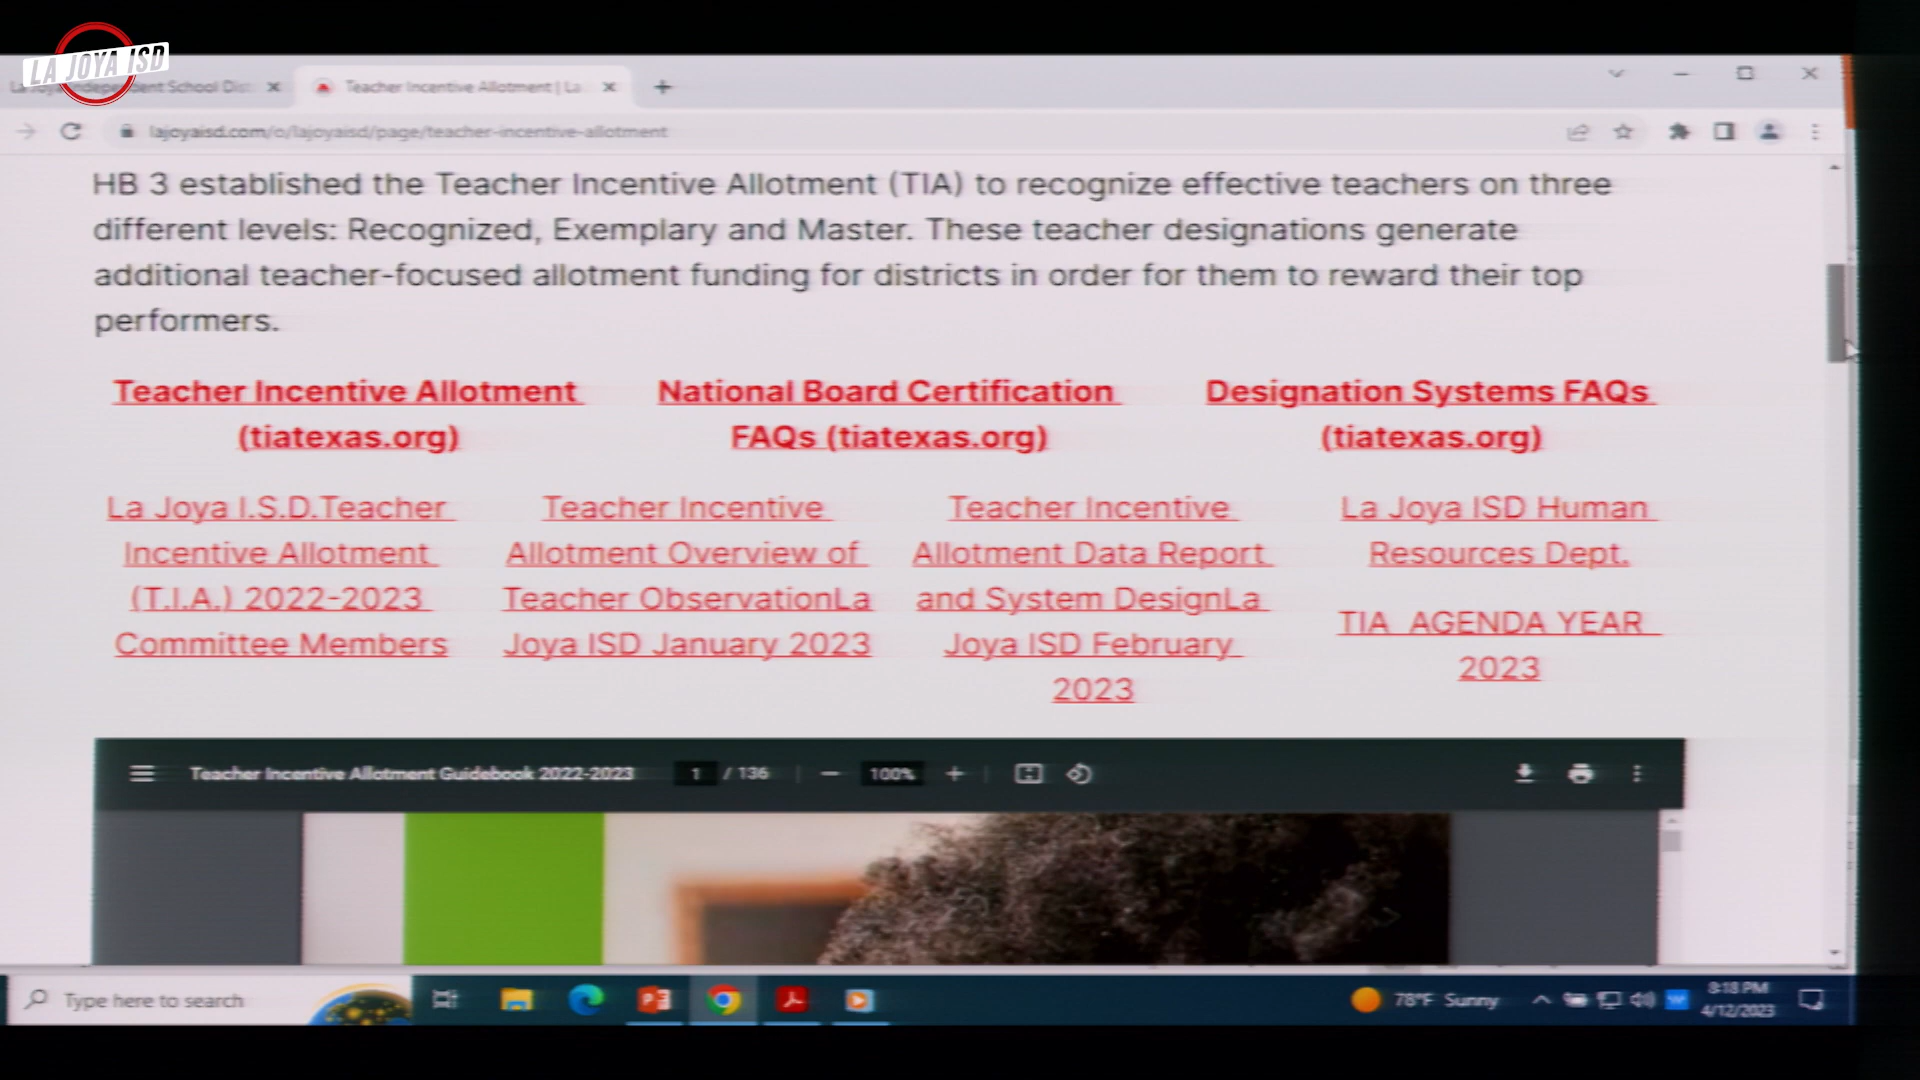 LA JOYA ISD
Teacher Incentive Allotment | La
lajoyaisd.com/o/lajoyaisd/page/teacher-incentive-allotment
HB 3 established the Teacher Incentive Allotment (TIA) to recognize effective teachers on three
different levels: Recognized, Exemplary and Master. These teacher designations generate
additional teacher-focused allotment funding for districts in order for them to reward their top
performers.
Teacher Incentive Allotment
(tiatexas.org)
National Board Certification
FAQs (tiatexas.org)
Designation Systems FAQs
(tiatexas.org)
La Joya I.S.D.Teacher
Incentive Allotment
(T.I.A.) 2022-2023
Committee Members
Teacher Incentive
Allotment Overview of
Teacher ObservationLa
Joya ISD January 2023
Teacher Incentive
Allotment Data Report
and System DesignLa
Joya ISD February
2023
La Joya ISD Human
Resources Dept.
TIA AGENDA YEAR
2023
Teacher Incentive Allotment Guidebook 2022-2023 1 / 136 100%
Type here to search
78°F Sunny
8:18 PM
4/12/2023